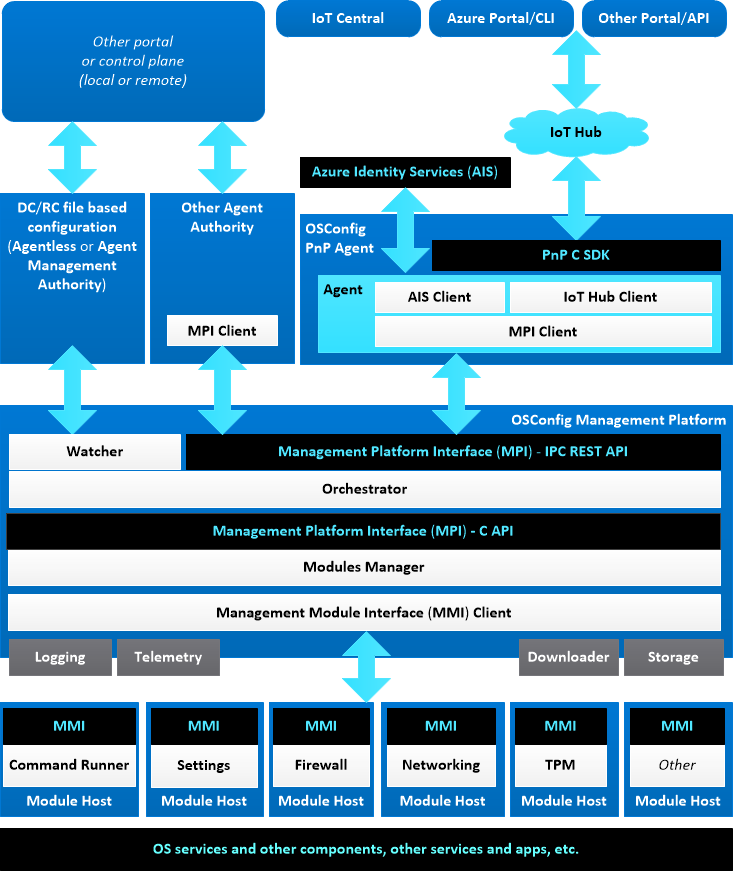 Other portal
or control plane
(local or remote)
IoT Central
Azure Portal/CLI
Other Portal/API
IoT Hub
Azure Identity Services (AIS)
DC/RC file based
configuration
(Agentless or Agent
Management
Authority)
Other Agent
Authority
MPI Client
OSConfig
PnP Agent
PnP C SDK
Agent
AIS Client
IoT Hub Client
MPI Client
OSConfig Management Platform
Watcher
Management Platform Interface (MPI) - IPC REST API
Orchestrator
Management Platform Interface (MPI) - C API
Modules Manager
Management Module Interface (MMI) Client
Logging
Telemetry
Downloader
Storage
MMI
Command Runner
Module Host
MMI
Settings
Module Host
MMI
Firewall
Module Host
MMI
Networking
Module Host
MMI
TPM
Module Host
MMI
Other
Module Host
OS services and other components, other services and apps, etc.